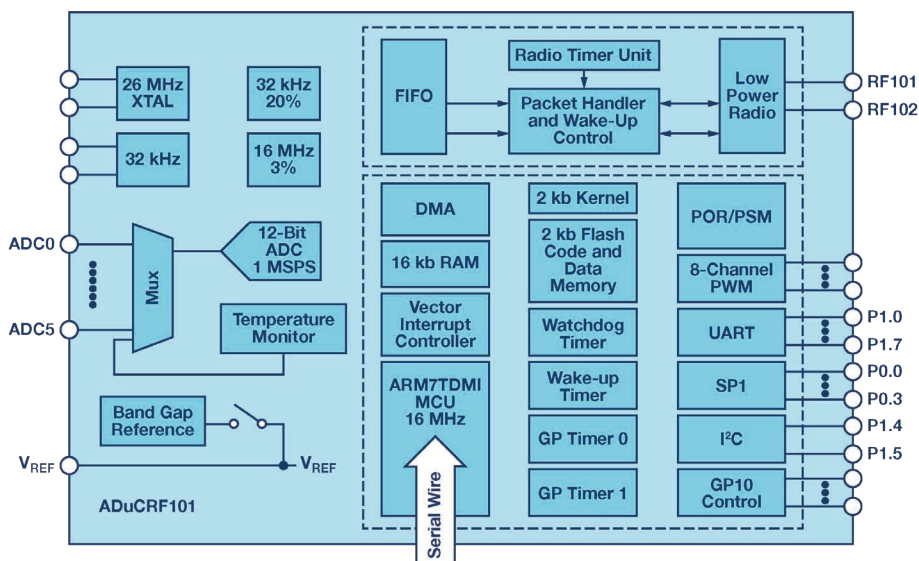 26 MHz
XTAL
32 kHz
20%
32 kHz
16 MHz
3%
ADC0
ADC5
Mux
12-Bit
ADC
1 MSPS
Temperature
Monitor
Band Gap
Reference
VREF
VREF
ADuCRF101
FIFO
Radio Timer Unit
Packet Handler
and Wake-Up
Control
Low
Power
Radio
RF101
RF102
DMA
16 kb RAM
Vector
Interrupt
Controller
ARM7TDMI
MCU
16 MHz
Serial Wire
2 kb Kernel
2 kb Flash
Code and
Data
Memory
Watchdog
Timer
Wake-up
Timer
GP Timer 0
GP Timer 1
POR/PSM
8-Channel
PWM
UART
SP1
I²C
GP10
Control
P1.0
P1.7
P0.0
P0.3
P1.4
P1.5